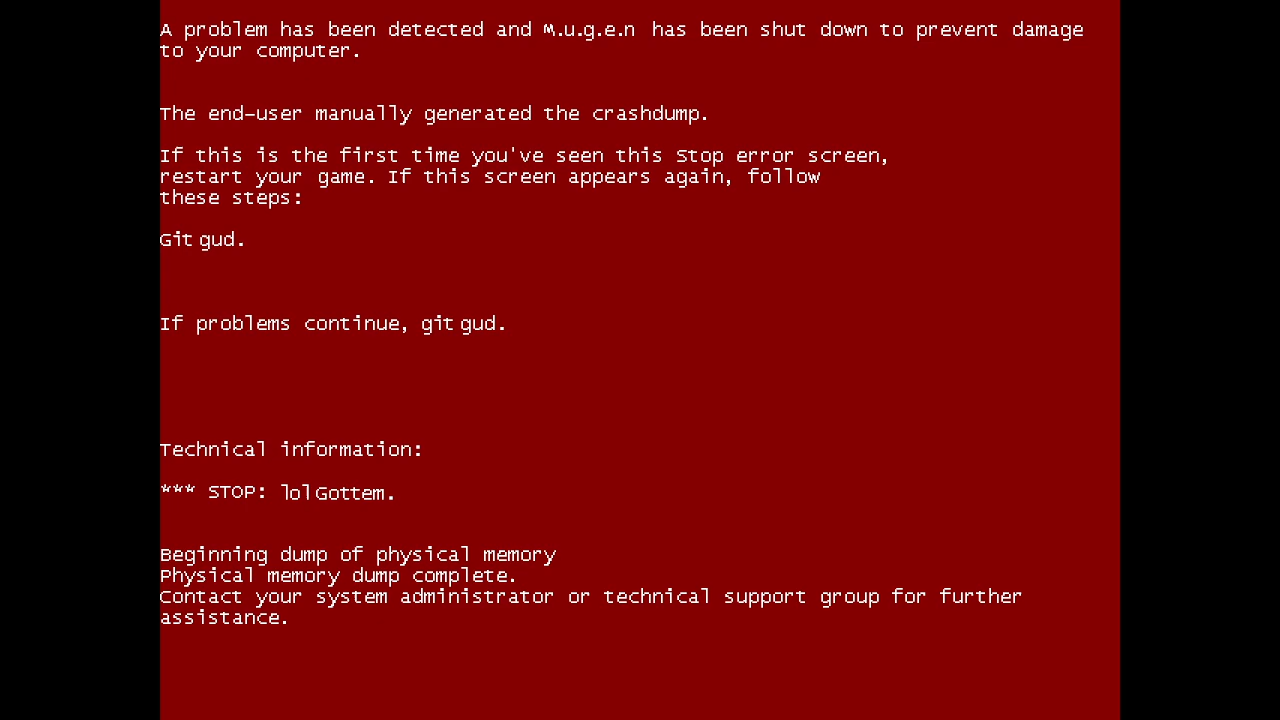 A problem has been detected and M.u.g.e.n has been shut down to prevent damage
to your computer.
The end-user manually generated the crashdump.
If this is the first time you've seen this Stop error screen,
restart your game. If this screen appears again, follow
these steps:
Git gud.
If problems continue, git gud.
Technical information:
*** STOP: lol Gottem.
Beginning dump of physical memory
Physical memory dump complete.
Contact your system administrator or technical support group for further
assistance.